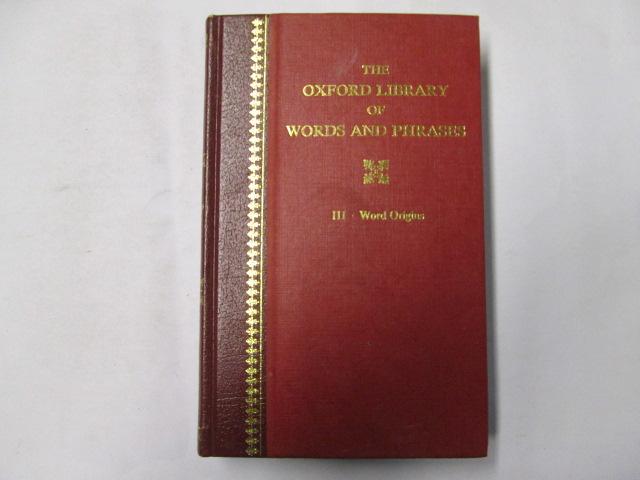 THE
OXFORD LIBRARY
OF
WORDS AND PHRASES
III · Word Origins